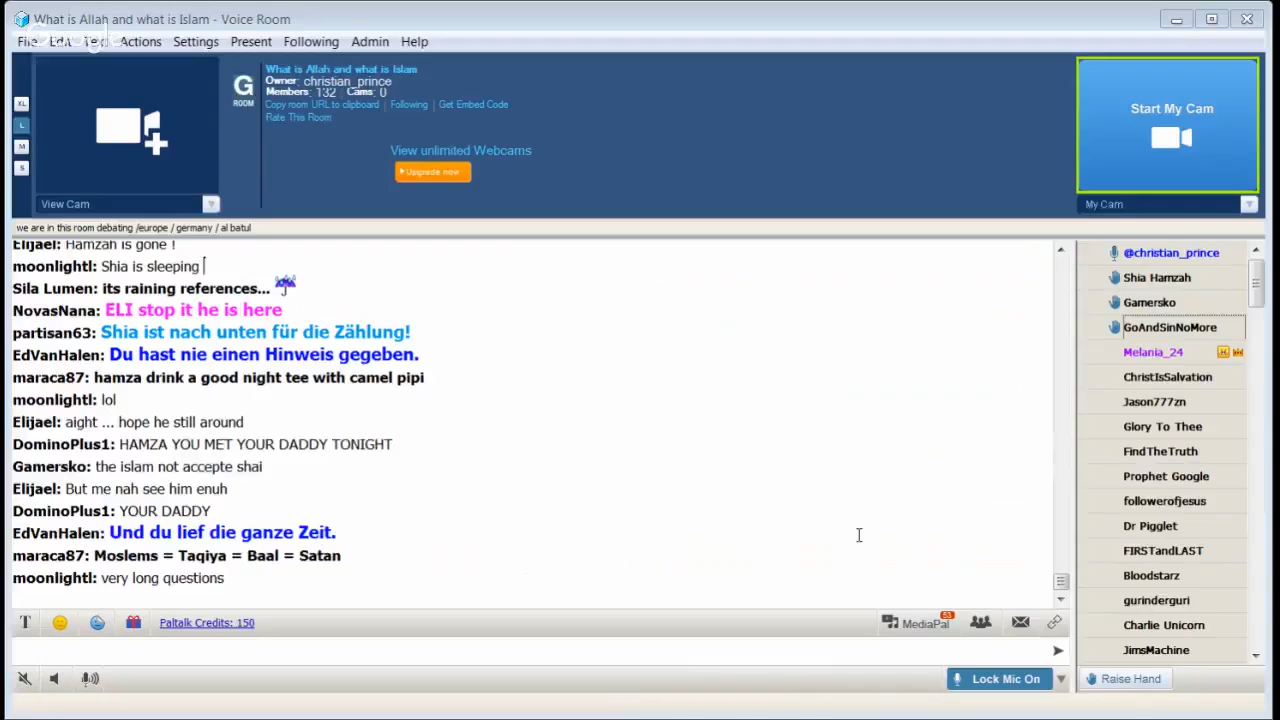 What is Allah and what is Islam - Voice Room
Google
File Edit Text Actions Settings Present Following Admin Help
XL
L
M
S
G
ROOM
What is Allah and what is Islam
Owner: christian_prince
Members: 132 Cams: 0
Copy room URL to clipboard | Following | Get Embed Code
Rate This Room
View unlimited Webcams
Upgrade now
Start My Cam
View Cam
My Cam
we are in this room debating /europe / germany / al batul
Elijael: Hamzah is gone !
moonlightl: Shia is sleeping
Sila Lumen: its raining references...
NovasNana: ELI stop it he is here
partisan63: Shia ist nach unten für die Zählung!
EdVanHalen: Du hast nie einen Hinweis gegeben.
maraca87: hamza drink a good night tee with camel pipi
moonlightl: lol
Elijael: aight ... hope he still around
DominoPlus1: HAMZA YOU MET YOUR DADDY TONIGHT
Gamersko: the islam not accepte shai
Elijael: But me nah see him enuh
DominoPlus1: YOUR DADDY
EdVanHalen: Und du lief die ganze Zeit.
maraca87: Moslems = Taqiya = Baal = Satan
moonlightl: very long questions
@christian_prince
Shia Hamzah
Gamersko
GoAndSinNoMore
Melania_24
ChristIsSalvation
Jason777zn
Glory To Thee
FindTheTruth
Prophet Google
followerofjesus
Dr Pigglet
FIRSTandLAST
Bloodstarz
gurinderguri
Charlie Unicorn
JimsMachine
T
Paltalk Credits: 150
MediaPal
53
Lock Mic On
Raise Hand